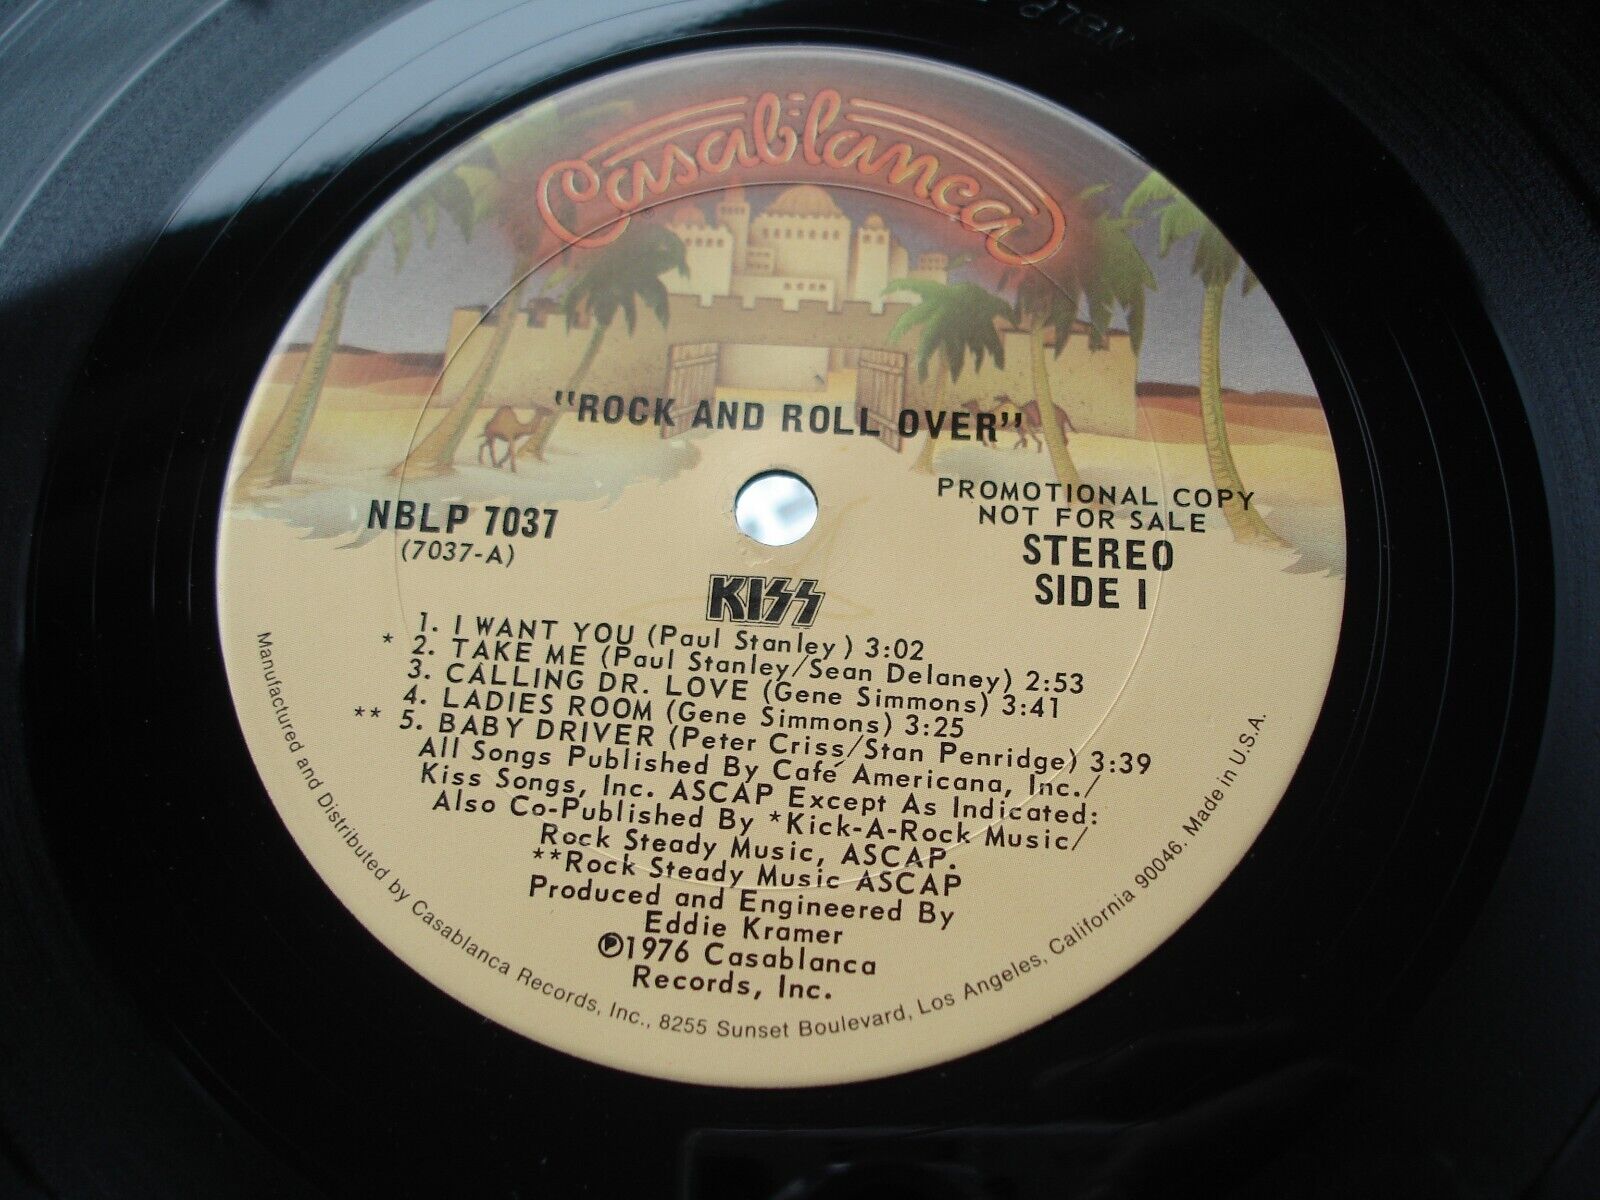 Casablanca
"ROCK AND ROLL OVER"
NBLP 7037
(7037-A)
PROMOTIONAL COPY
NOT FOR SALE
STEREO
SIDE I
KISS
1. I WANT YOU (Paul Stanley) 3:02
* 2. TAKE ME (Paul Stanley/Sean Delaney) 2:53
3. CALLING DR. LOVE (Gene Simmons) 3:41
4. LADIES ROOM (Gene Simmons) 3:25
** 5. BABY DRIVER (Peter Criss/Stan Penridge) 3:39
All Songs Published By Café Americana, Inc./
Kiss Songs, Inc. ASCAP Except As Indicated:
Also Co-Published By *Kick-A-Rock Music/
Rock Steady Music, ASCAP.
**Rock Steady Music ASCAP
Produced and Engineered By
Eddie Kramer
℗1976 Casablanca
Records, Inc.
Manufactured and Distributed by Casablanca Records, Inc., 8255 Sunset Boulevard, Los Angeles, California 90046. Made in U.S.A.